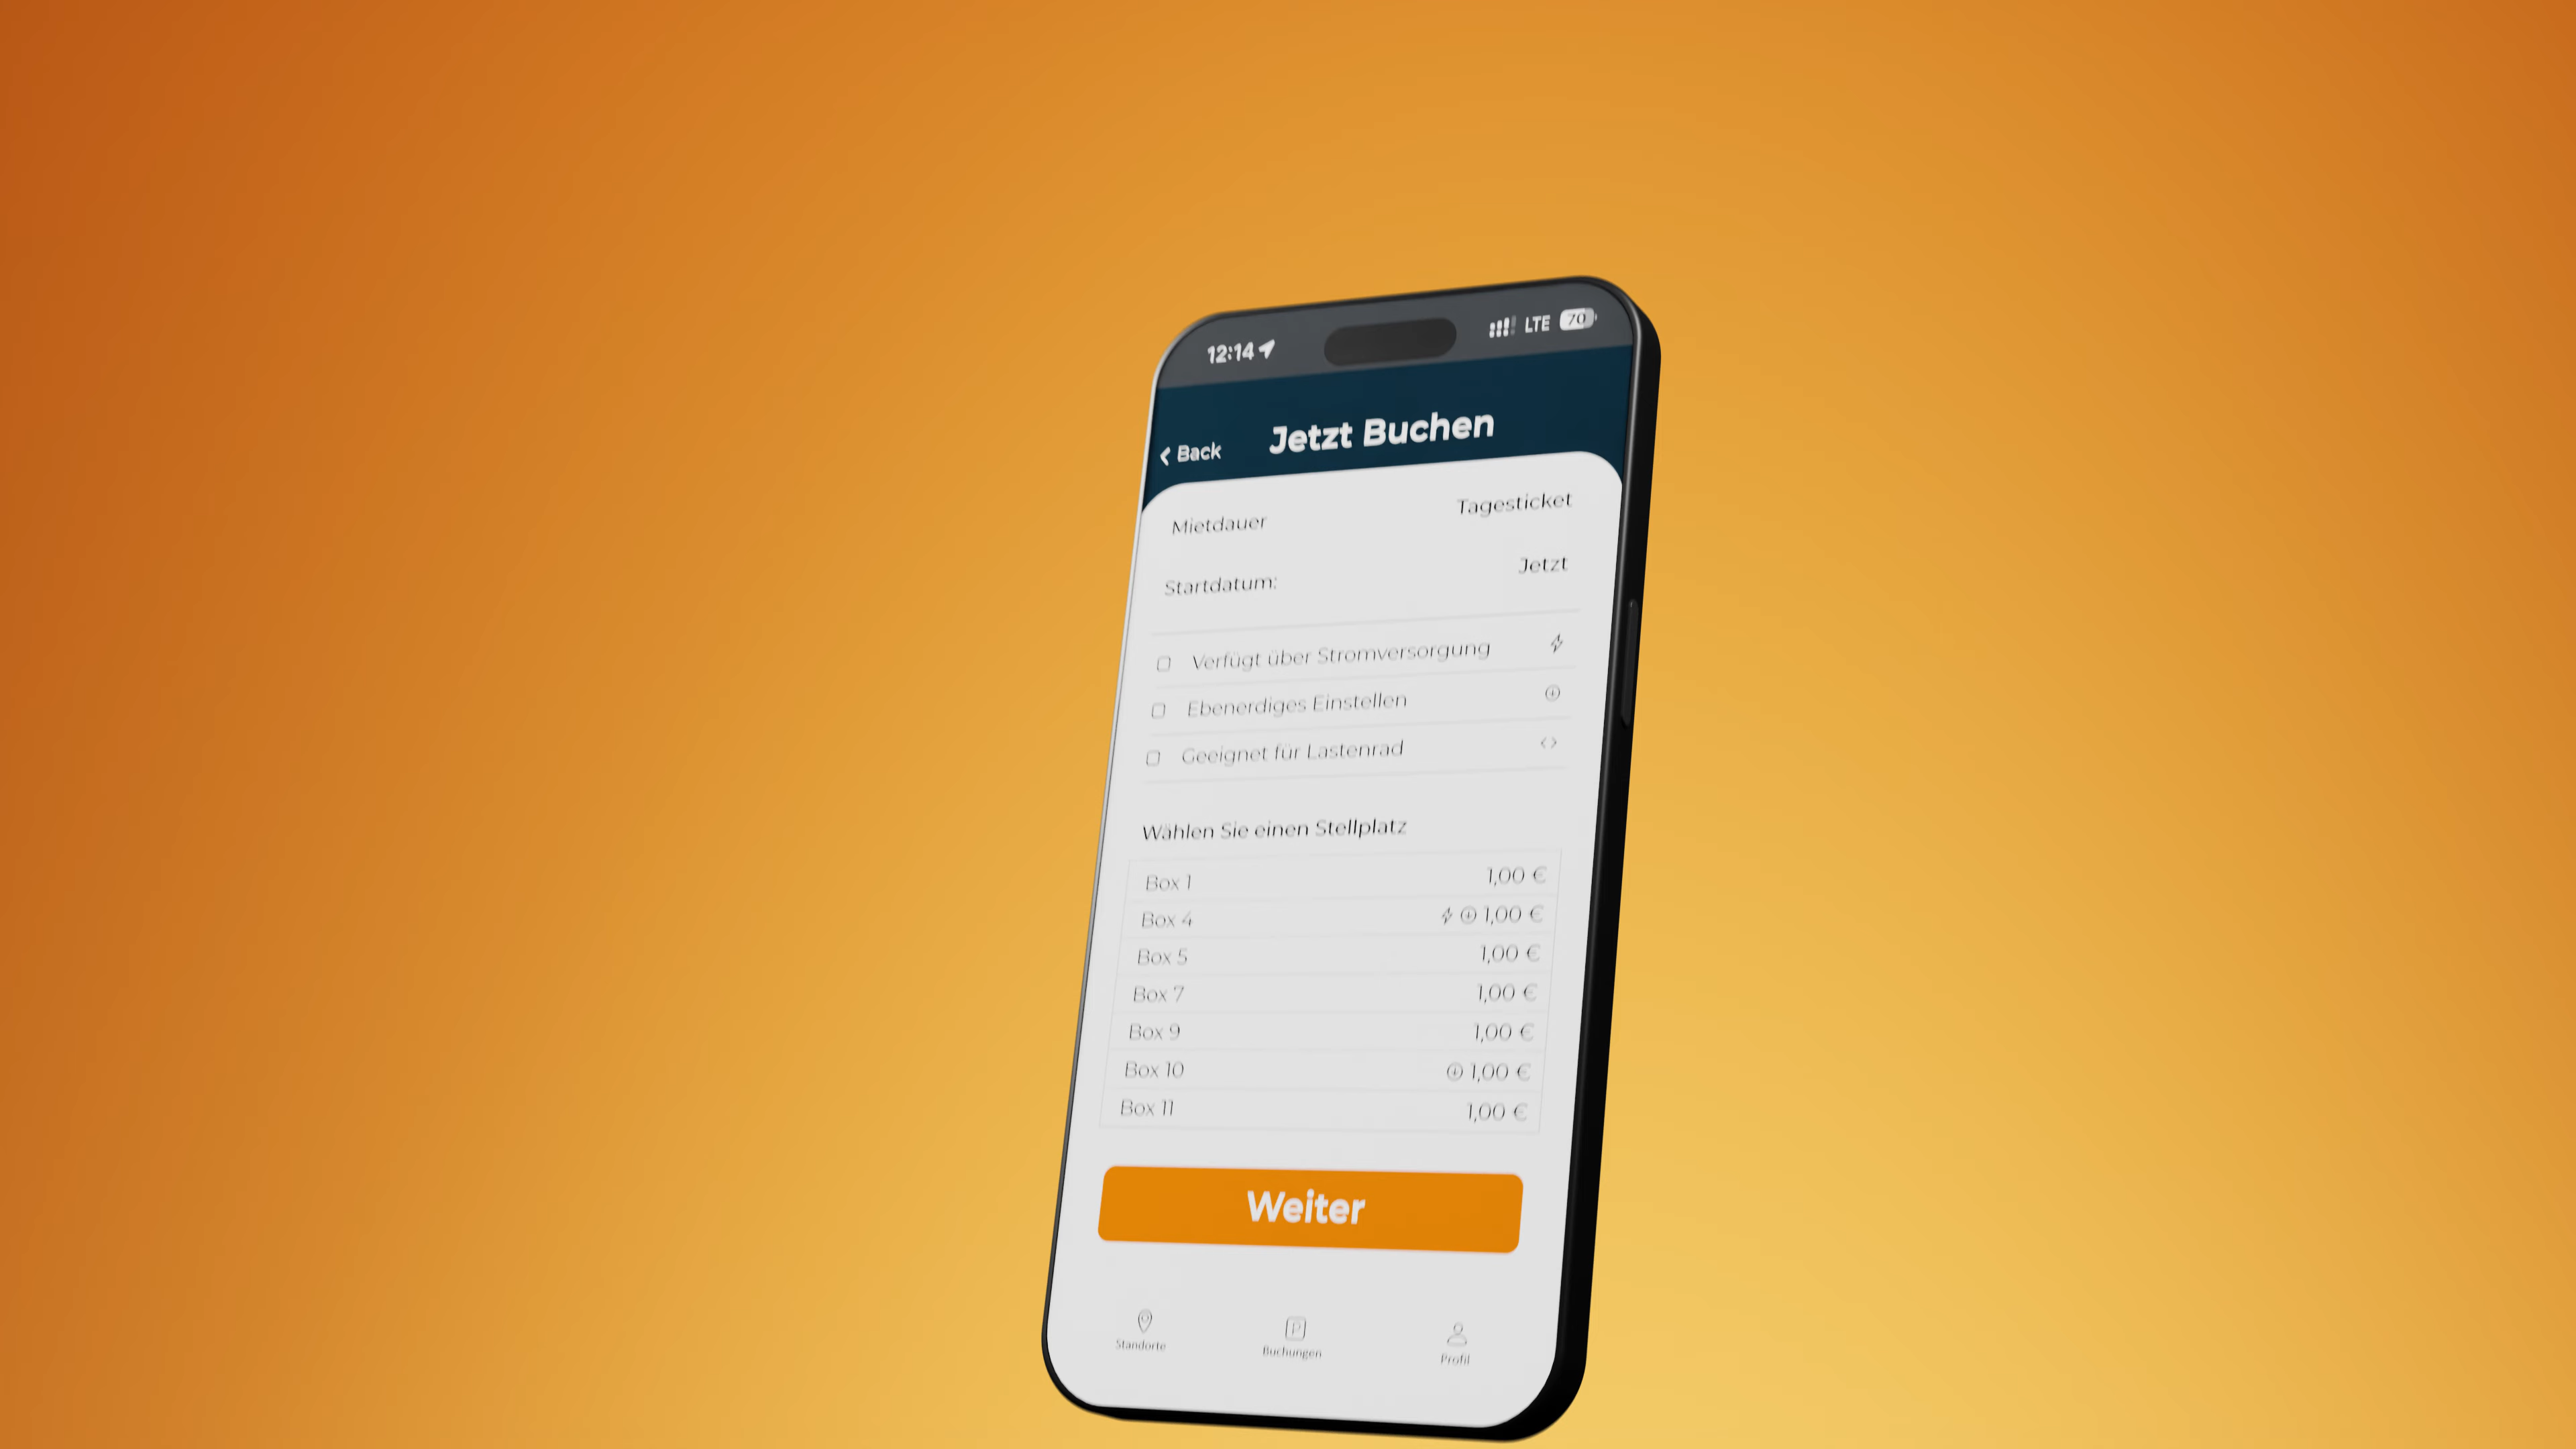 12:14 LTE 70
Back Jetzt Buchen
Mietdauer Tagesticket
Startdatum: Jetzt
Verfügt über Stromversorgung
Ebenerdiges Einstellen
Geeignet für Lastenrad
Wählen Sie einen Stellplatz
Box 1 1,00 €
Box 4 1,00 €
Box 5 1,00 €
Box 7 1,00 €
Box 9 1,00 €
Box 10 1,00 €
Box 11 1,00 €
Weiter
Standorte P Buchungen Profil